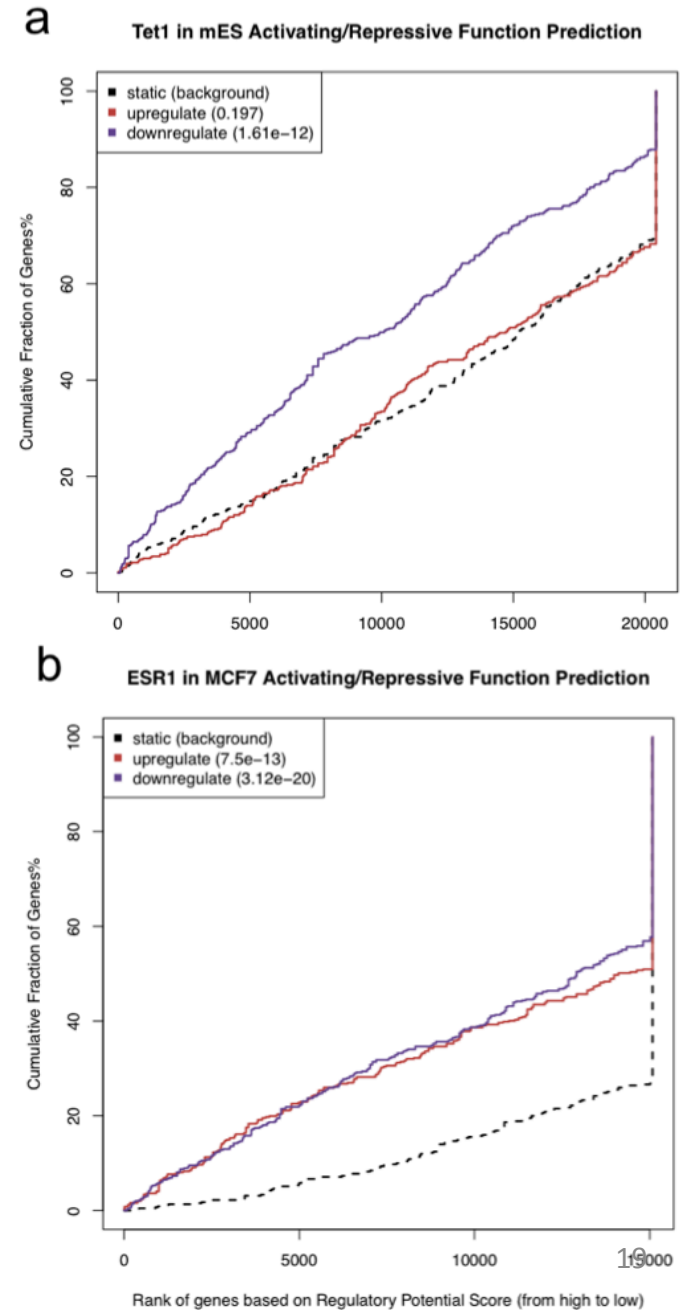 a
Tet1 in mES Activating/Repressive Function Prediction
static (background)
upregulate (0.197)
downregulate (1.61e−12)
Cumulative Fraction of Genes%
100
80
60
40
20
0
0 5000 10000 15000 20000
b
ESR1 in MCF7 Activating/Repressive Function Prediction
static (background)
upregulate (7.5e−13)
downregulate (3.12e−20)
Cumulative Fraction of Genes%
100
80
60
40
20
0
0 5000 10000 15000
19
Rank of genes based on Regulatory Potential Score (from high to low)